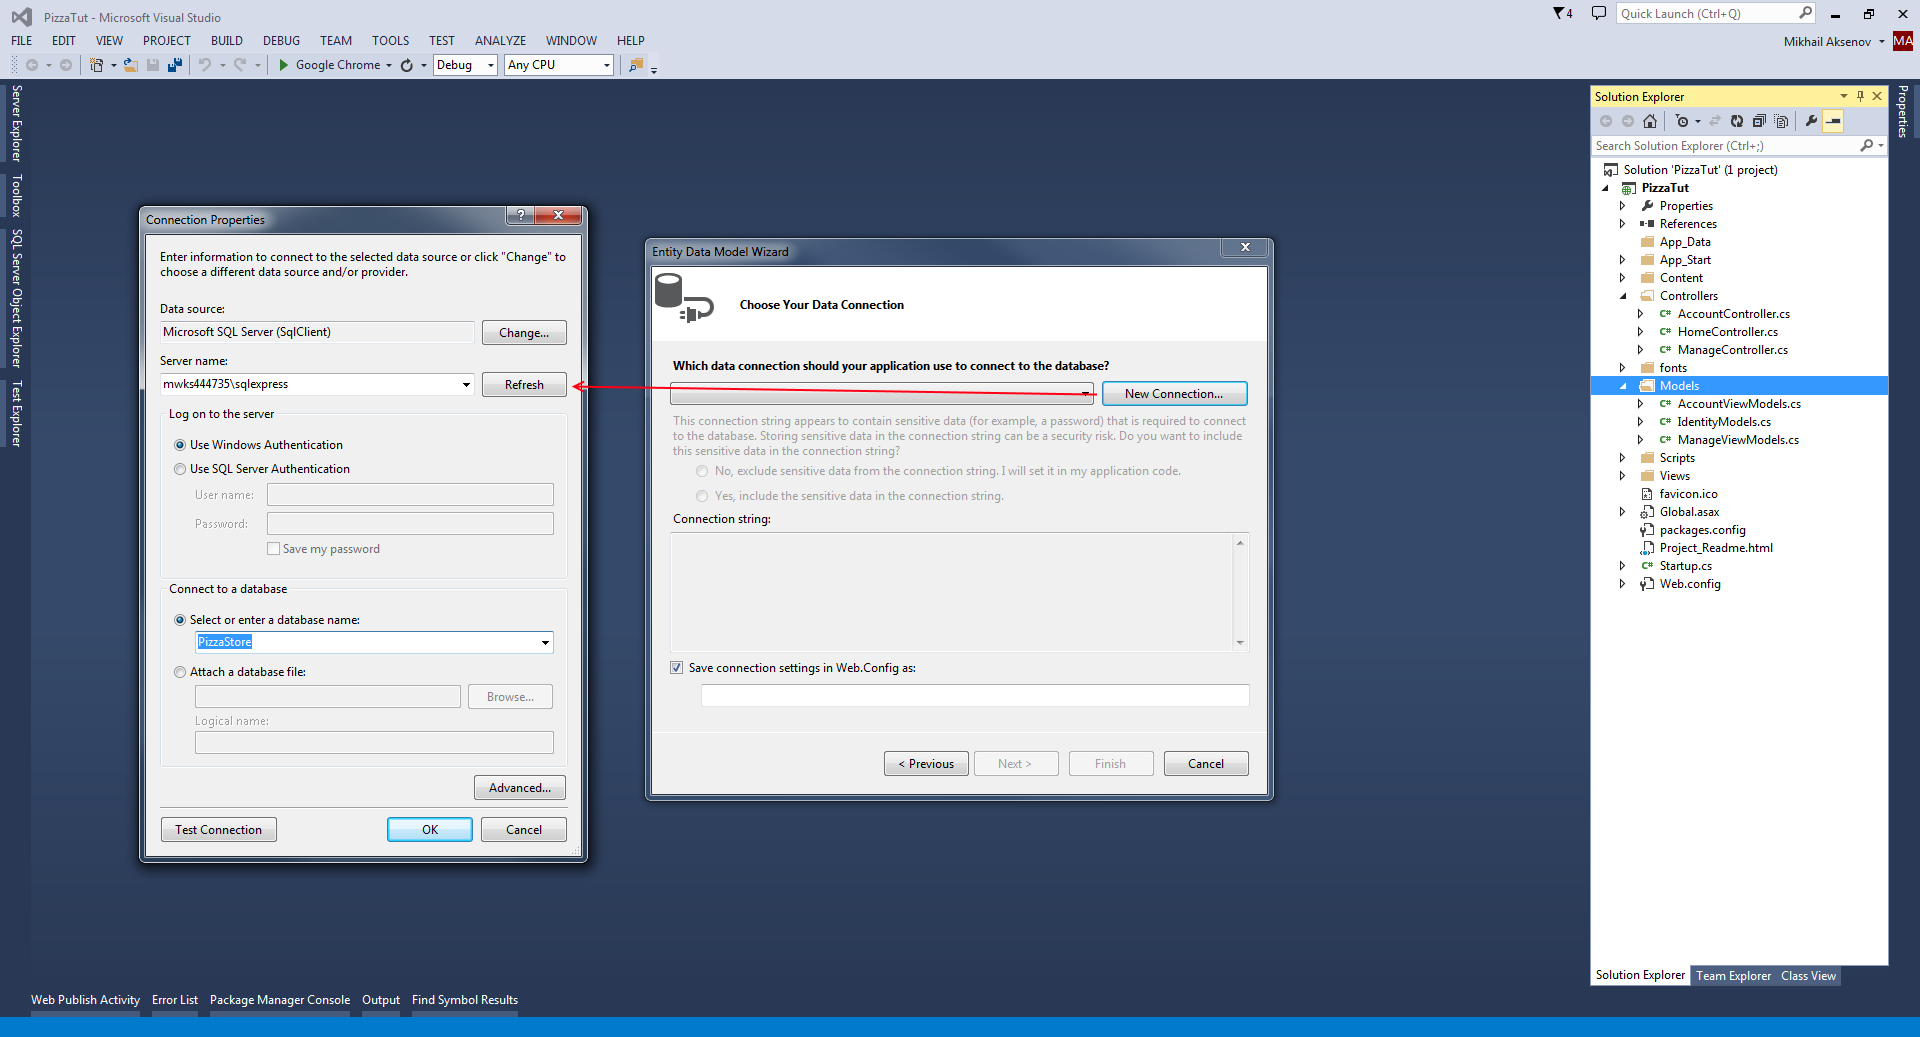 PizzaTut - Microsoft Visual Studio
4
Quick Launch (Ctrl+Q)
FILE EDIT VIEW PROJECT BUILD DEBUG TEAM TOOLS TEST ANALYZE WINDOW HELP
Mikhail Aksenov MA
Google Chrome Debug Any CPU
Server Explorer
Toolbox
SQL Server Object Explorer
Test Explorer
Connection Properties
?
Enter information to connect to the selected data source or click "Change" to
choose a different data source and/or provider.
Data source:
Microsoft SQL Server (SqlClient) Change...
Server name:
mwks444735\sqlexpress Refresh
Log on to the server
Use Windows Authentication
Use SQL Server Authentication
User name:
Password:
Save my password
Connect to a database
Select or enter a database name:
PizzaStore
Attach a database file:
Browse...
Logical name:
Advanced...
Test Connection OK Cancel
Entity Data Model Wizard
Choose Your Data Connection
Which data connection should your application use to connect to the database?
New Connection...
This connection string appears to contain sensitive data (for example, a password) that is required to connect
to the database. Storing sensitive data in the connection string can be a security risk. Do you want to include
this sensitive data in the connection string?
No, exclude sensitive data from the connection string. I will set it in my application code.
Yes, include the sensitive data in the connection string.
Connection string:
Save connection settings in Web.Config as:
< Previous Next > Finish Cancel
Solution Explorer
Search Solution Explorer (Ctrl+;)
Solution 'PizzaTut' (1 project)
PizzaTut
Properties
References
App_Data
App_Start
Content
Controllers
C# AccountController.cs
C# HomeController.cs
C# ManageController.cs
fonts
Models
C# AccountViewModels.cs
C# IdentityModels.cs
C# ManageViewModels.cs
Scripts
Views
favicon.ico
Global.asax
packages.config
Project_Readme.html
C# Startup.cs
Web.config
Solution Explorer Team Explorer Class View
Properties
Web Publish Activity Error List Package Manager Console Output Find Symbol Results